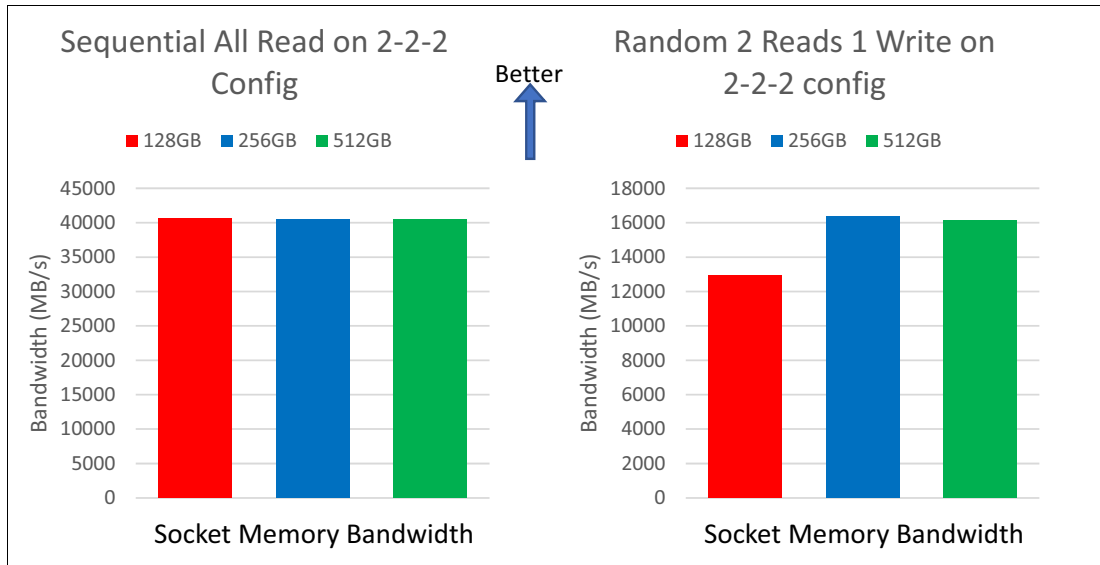 Sequential All Read on 2-2-2
Config
128GB 256GB 512GB
Bandwidth (MB/s)
45000
40000
35000
30000
25000
20000
15000
10000
5000
0
Socket Memory Bandwidth
Better
Random 2 Reads 1 Write on
2-2-2 config
128GB 256GB 512GB
Bandwidth (MB/s)
18000
16000
14000
12000
10000
8000
6000
4000
2000
0
Socket Memory Bandwidth